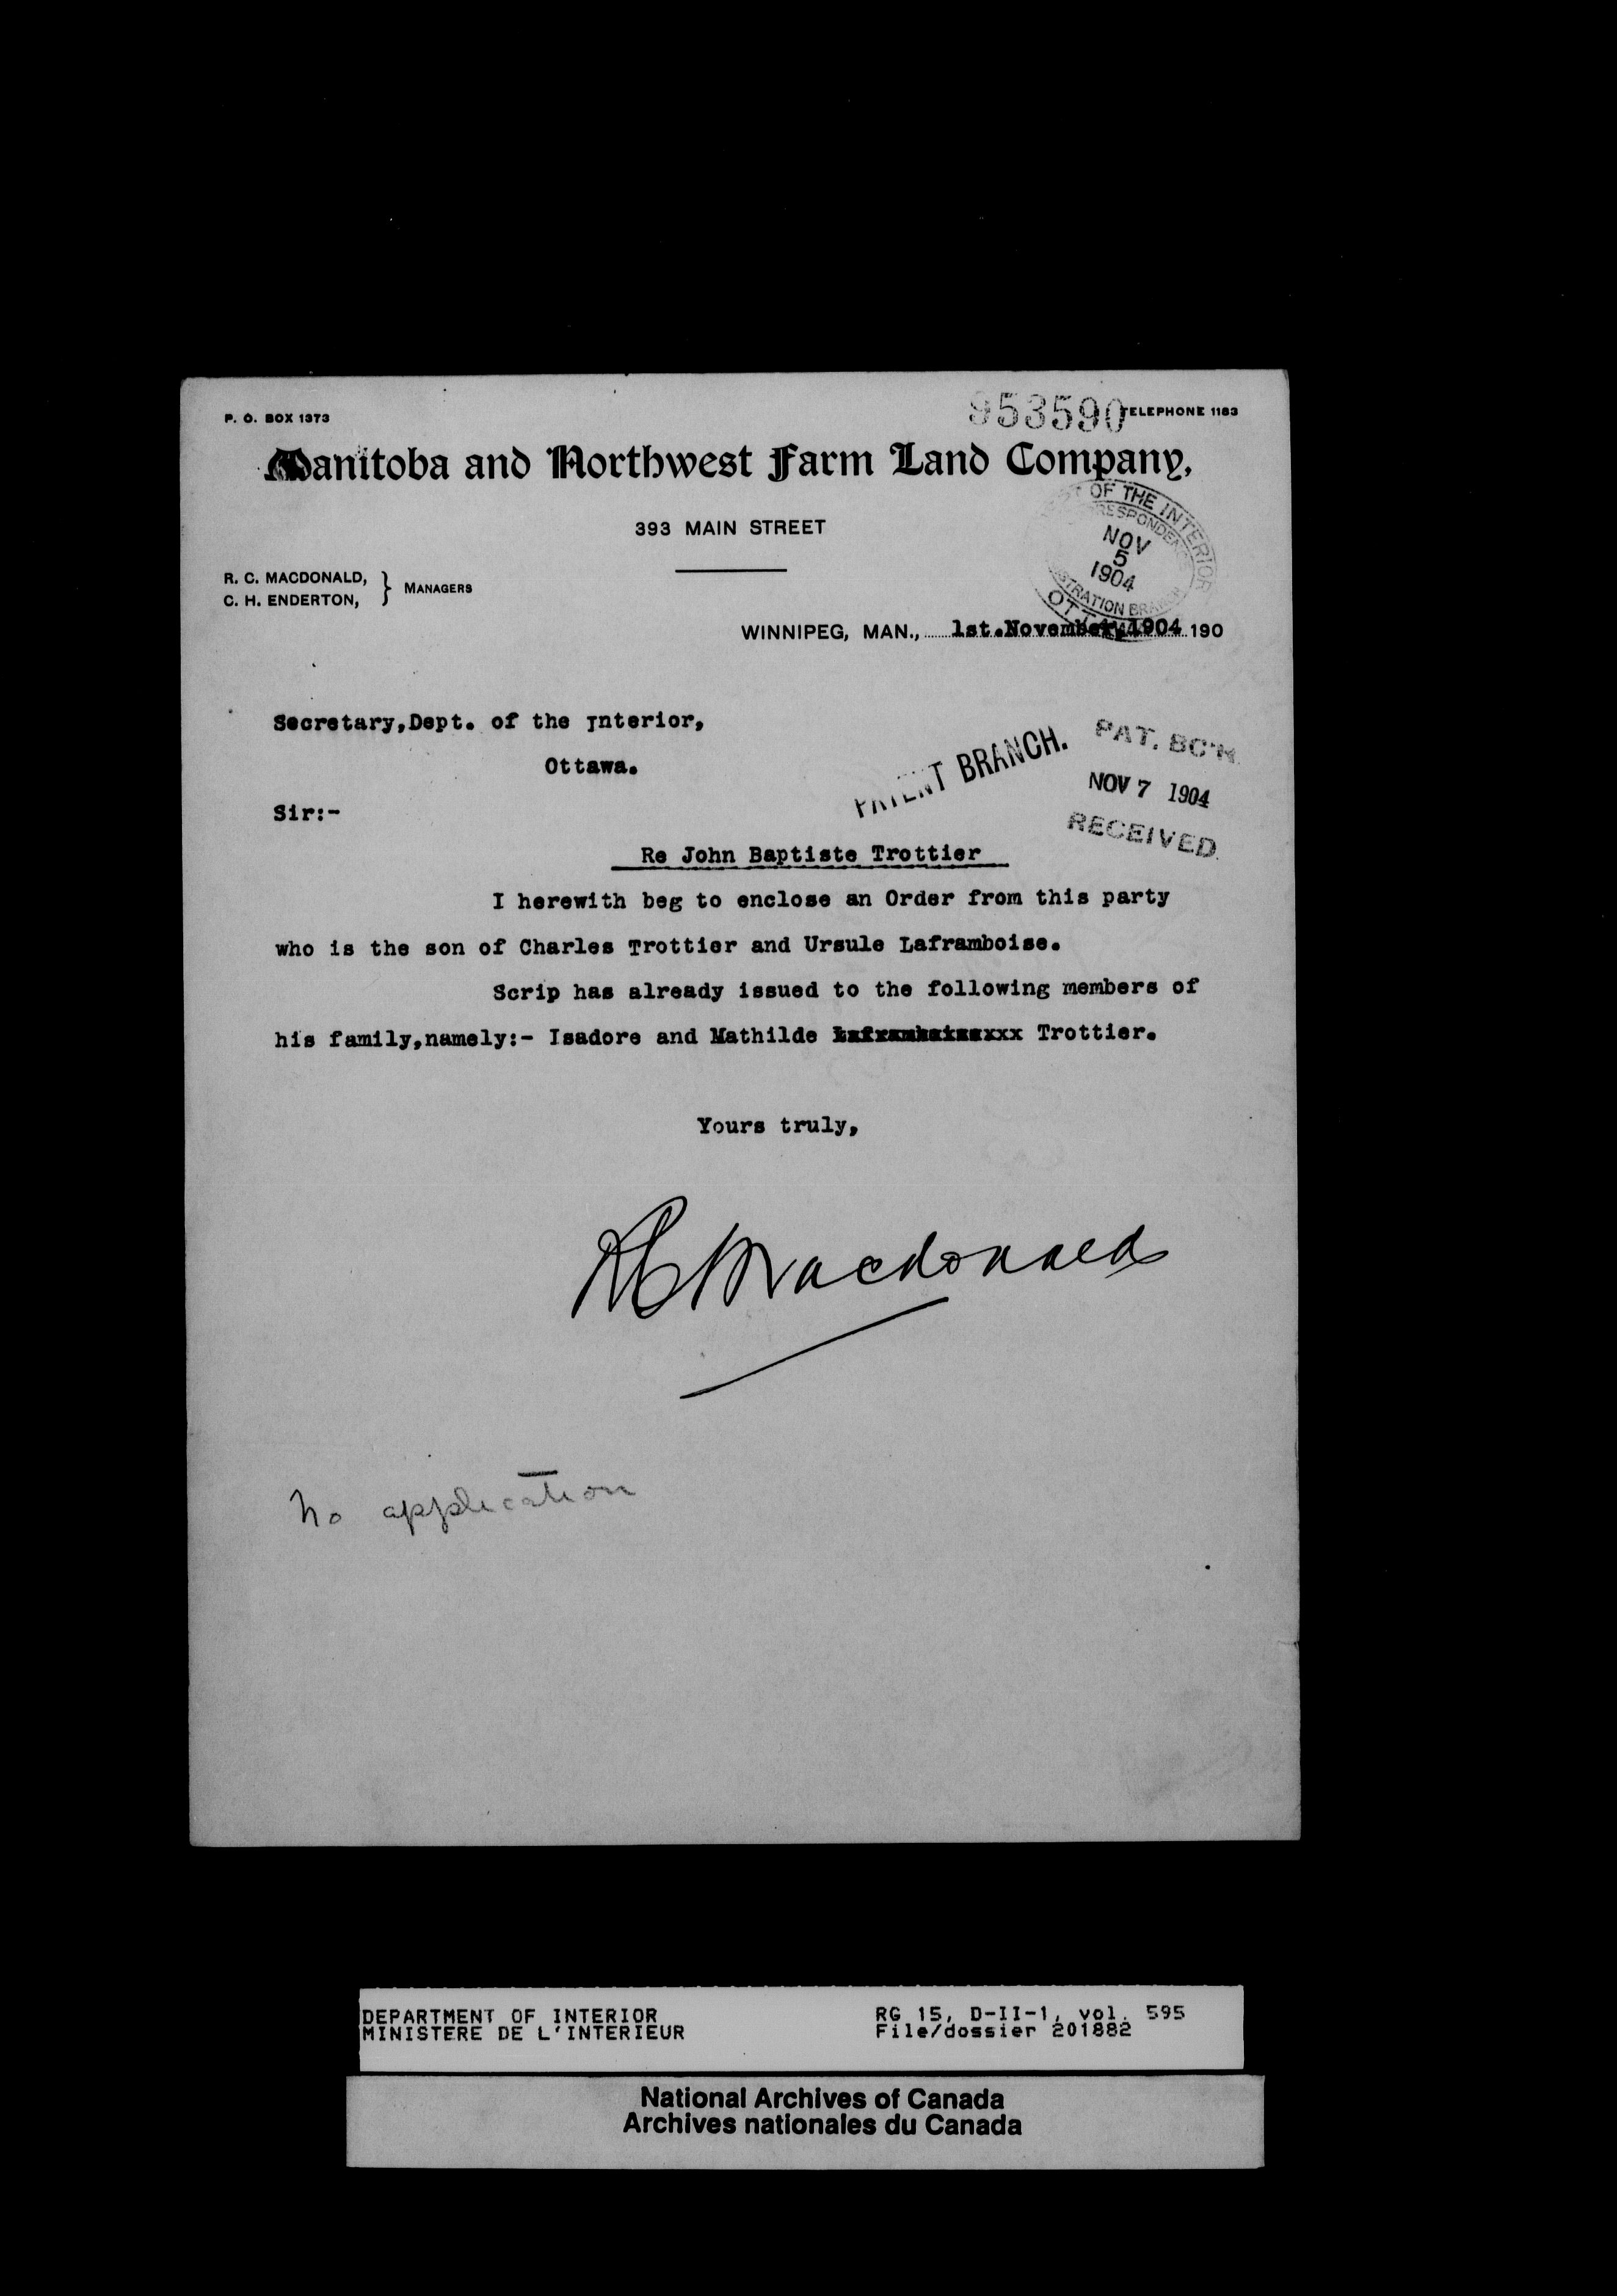 P. O. BOX 1373
953590
TELEPHONE 1183
Manitoba and Northwest Farm Land Company,
393 MAIN STREET
R. C. MACDONALD,
C. H. ENDERTON,
} MANAGERS
OF THE INTERIOR
NOV
5
1904
WINNIPEG, MAN., 1st.November,1904 190
Secretary,Dept. of the Interior,
Ottawa.
PATENT BRANCH.
PAT. BCH.
NOV 7 1904
RECEIVED.
Sir:-
Re John Baptiste Trottier
I herewith beg to enclose an Order from this party
who is the son of Charles Trottier and Ursule Laframboise.
Scrip has already issued to the following members of
his family,namely:- Isadore and Mathilde Trottier.
Yours truly,
RC Macdonald
No application
DEPARTMENT OF INTERIOR
MINISTERE DE L'INTERIEUR
RG 15, D-II-1, vol. 595
File/dossier 201882
National Archives of Canada
Archives nationales du Canada